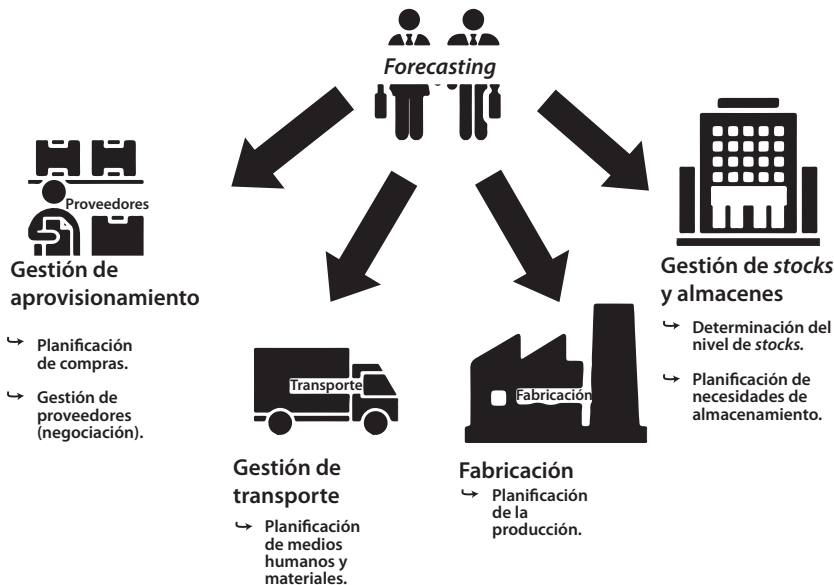 Forecasting
Proveedores
Gestión de
aprovisionamiento
↪ Planificación
de compras.
↪ Gestión de
proveedores
(negociación).
Transporte
Gestión de
transporte
↪ Planificación
de medios
humanos y
materiales.
Fabricación
Fabricación
↪ Planificación
de la
producción.
Gestión de stocks
y almacenes
↪ Determinación del
nivel de stocks.
↪ Planificación de
necesidades de
almacenamiento.